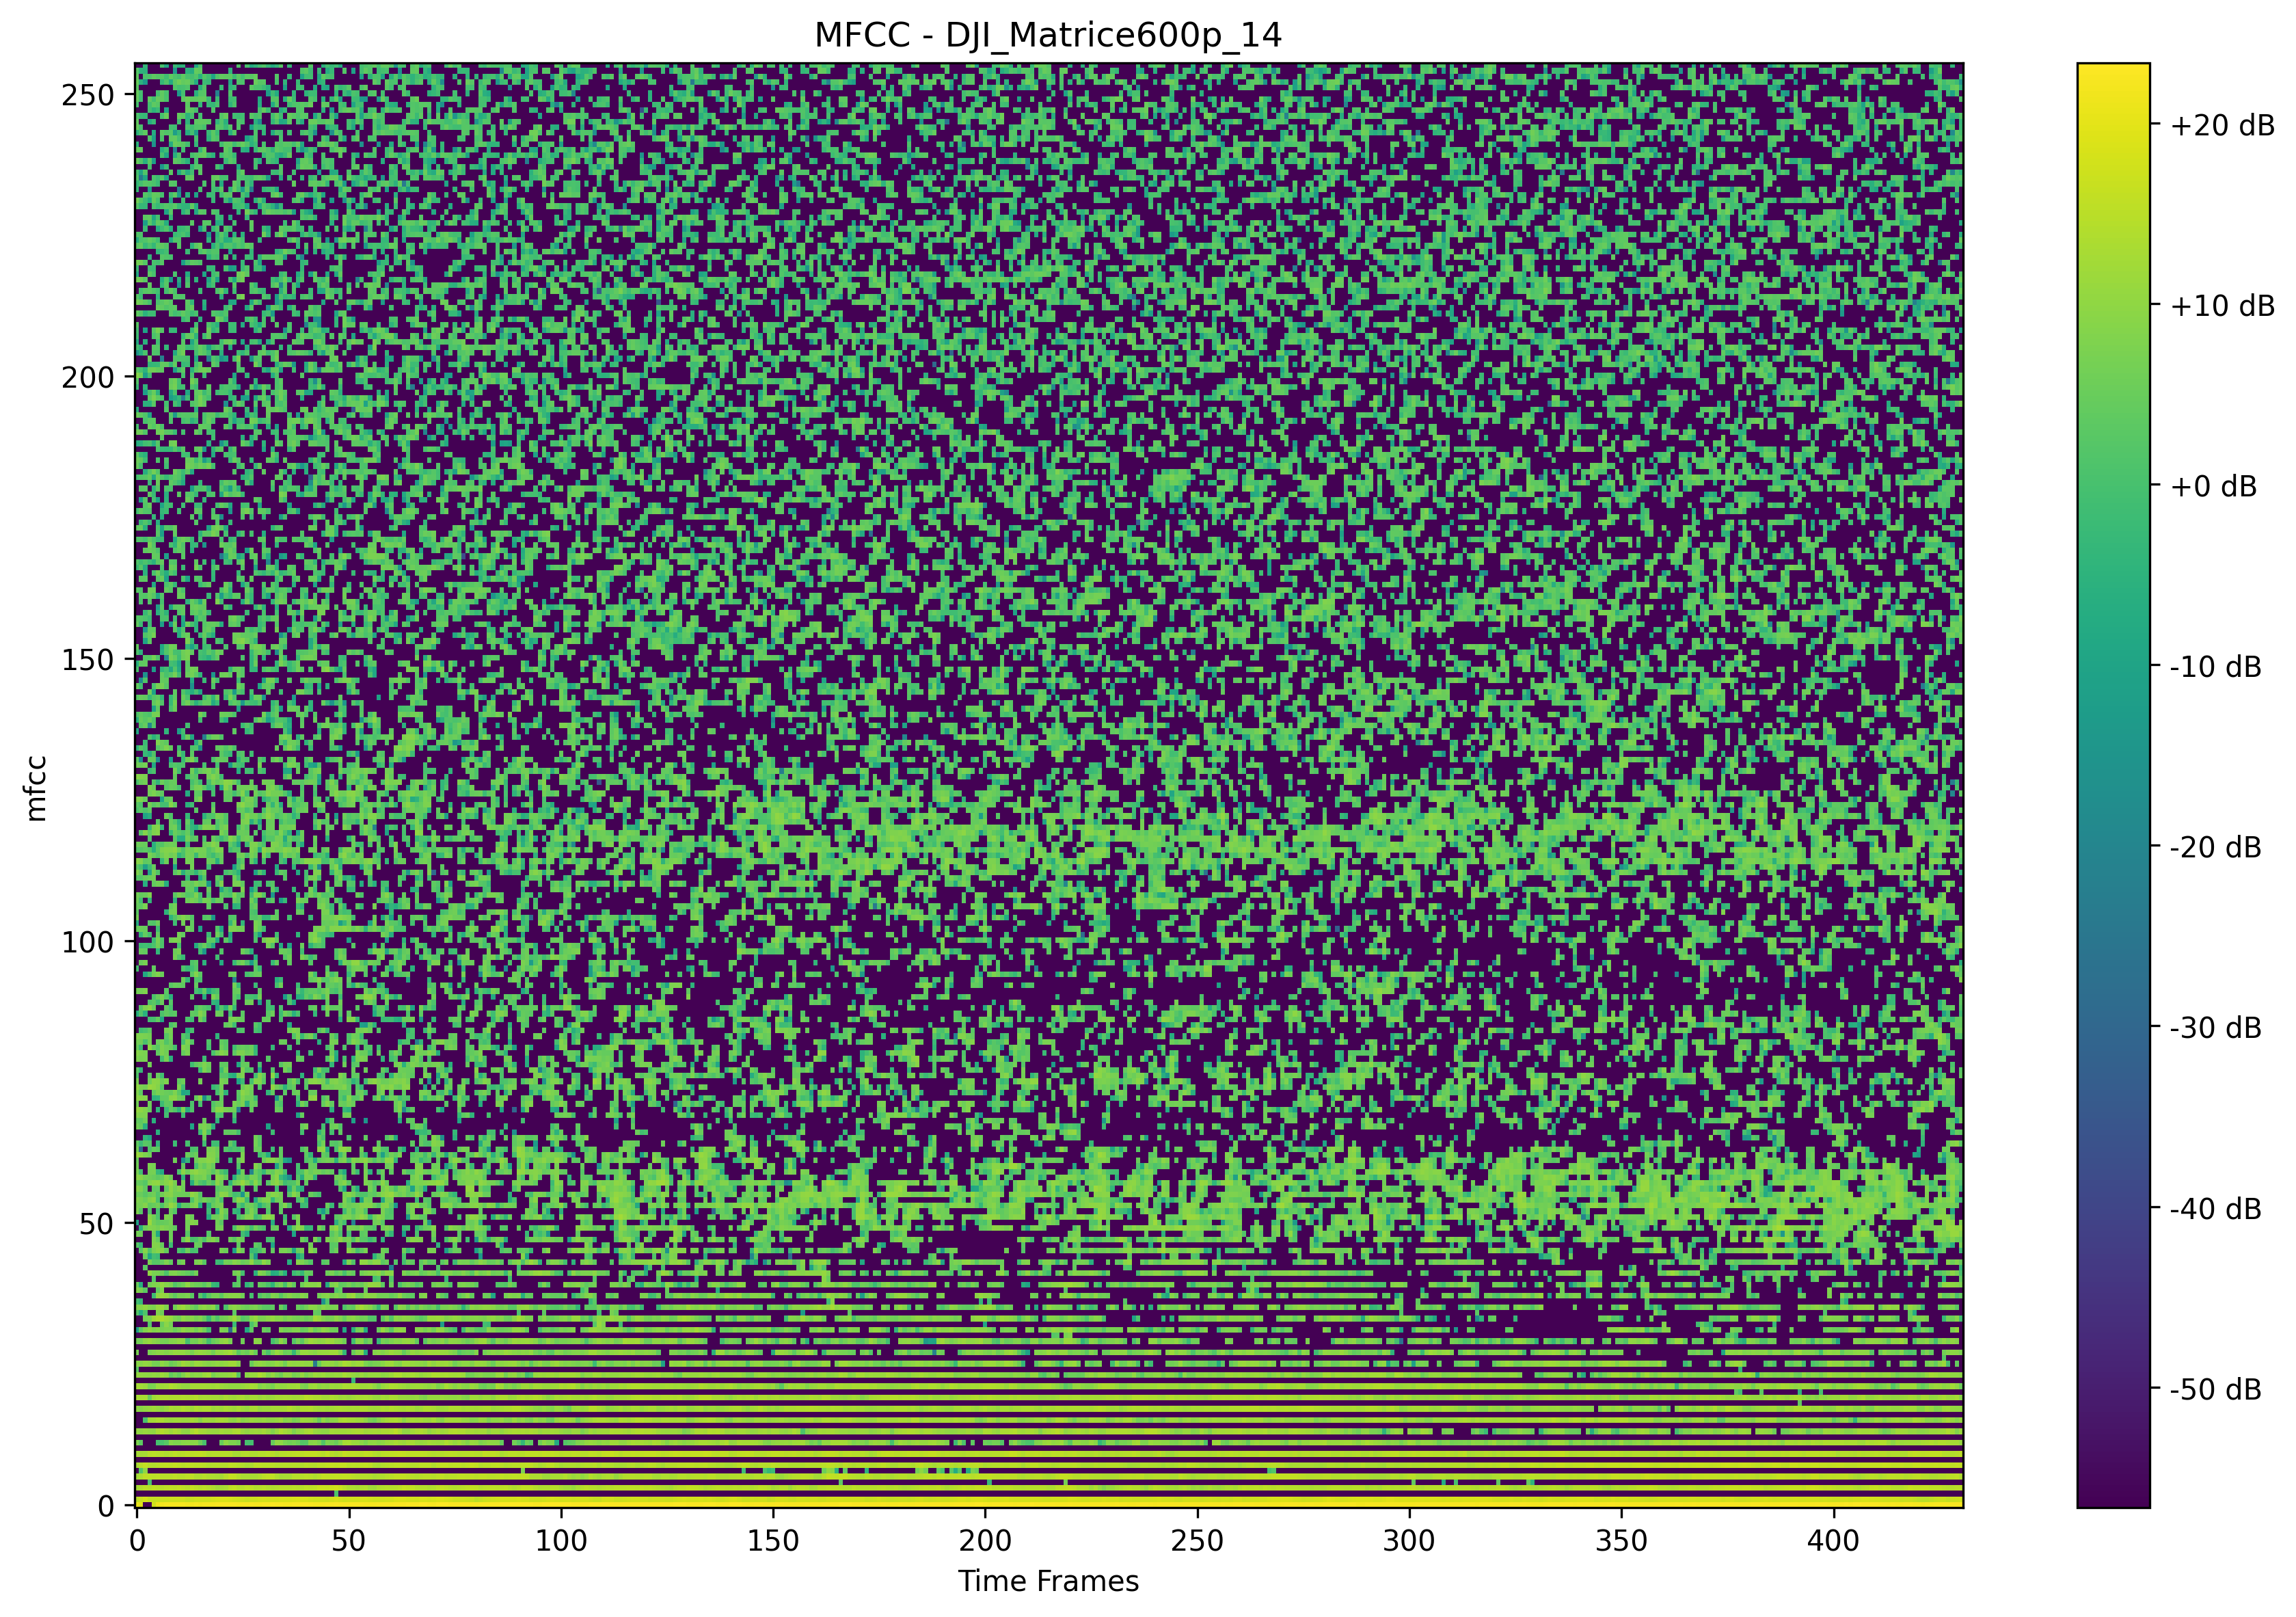 MFCC - DJI_Matrice600p_14
250
200
150
100
50
0
mfcc
0 50 100 150 200 250 300 350 400
Time Frames
+20 dB
+10 dB
+0 dB
-10 dB
-20 dB
-30 dB
-40 dB
-50 dB